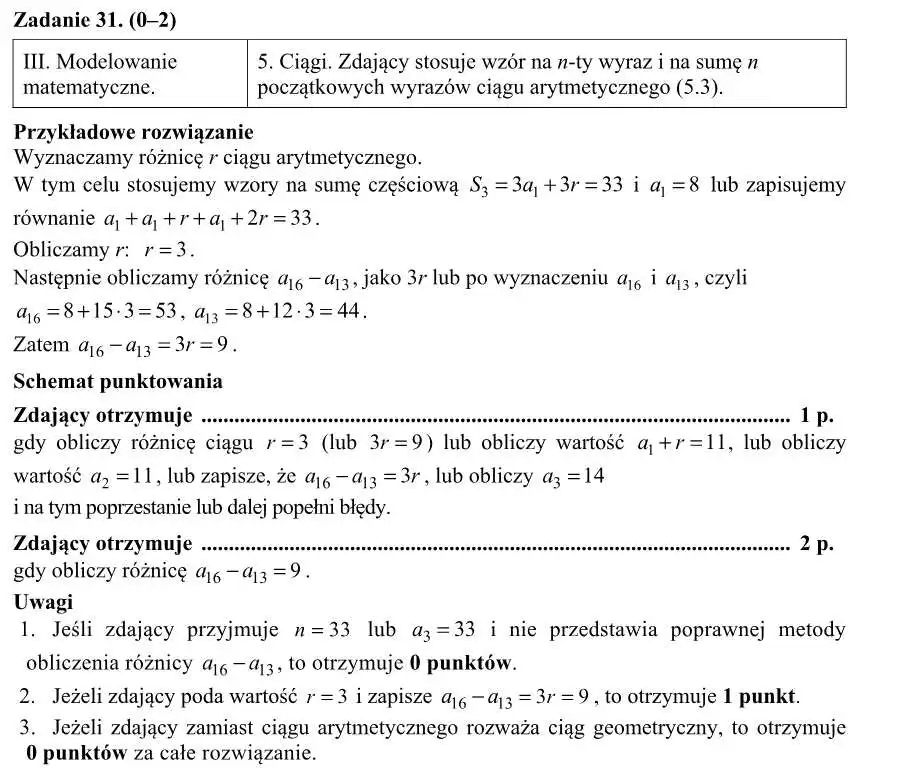 Zadanie 31. (0–2)
III. Modelowanie
matematyczne.
5. Ciągi. Zdający stosuje wzór na n-ty wyraz i na sumę n
początkowych wyrazów ciągu arytmetycznego (5.3).
Przykładowe rozwiązanie
Wyznaczamy różnicę r ciągu arytmetycznego.
W tym celu stosujemy wzory na sumę częściową S₃ = 3a₁ + 3r = 33 i a₁ = 8 lub zapisujemy
równanie a₁ + a₁ + r + a₁ + 2r = 33.
Obliczamy r: r = 3.
Następnie obliczamy różnicę a₁₆ − a₁₃, jako 3r lub po wyznaczeniu a₁₆ i a₁₃, czyli
a₁₆ = 8 + 15·3 = 53, a₁₃ = 8 + 12·3 = 44.
Zatem a₁₆ − a₁₃ = 3r = 9.
Schemat punktowania
Zdający otrzymuje ............................................................................................................ 1 p.
gdy obliczy różnicę ciągu r = 3 (lub 3r = 9) lub obliczy wartość a₁ + r = 11, lub obliczy
wartość a₂ = 11, lub zapisze, że a₁₆ − a₁₃ = 3r, lub obliczy a₃ = 14
i na tym poprzestanie lub dalej popełni błędy.
Zdający otrzymuje ............................................................................................................ 2 p.
gdy obliczy różnicę a₁₆ − a₁₃ = 9.
Uwagi
1. Jeśli zdający przyjmuje n = 33 lub a₃ = 33 i nie przedstawia poprawnej metody
obliczenia różnicy a₁₆ − a₁₃, to otrzymuje 0 punktów.
2. Jeżeli zdający poda wartość r = 3 i zapisze a₁₆ − a₁₃ = 3r = 9, to otrzymuje 1 punkt.
3. Jeżeli zdający zamiast ciągu arytmetycznego rozważa ciąg geometryczny, to otrzymuje
0 punktów za całe rozwiązanie.